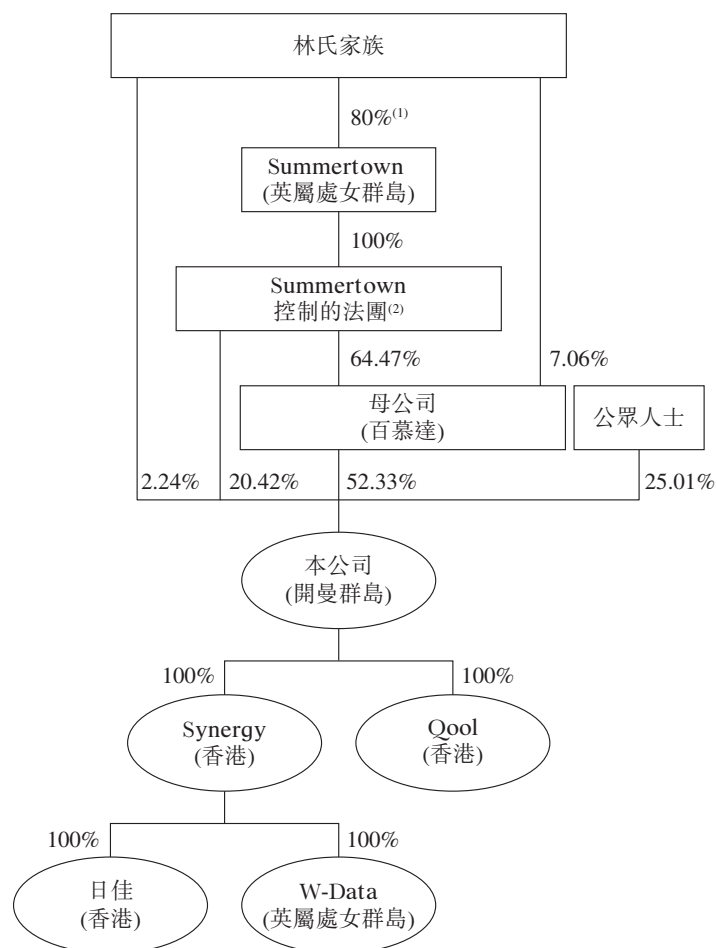 林氏家族
80%(1)
Summertown
(英屬處女群島)
100%
Summertown
控制的法團(2)
64.47%
7.06%
母公司
(百慕達)
公眾人士
2.24%
20.42%
52.33%
25.01%
本公司
(開曼群島)
100%
100%
Synergy
(香港)
Qool
(香港)
100%
100%
日佳
(香港)
W-Data
(英屬處女群島)